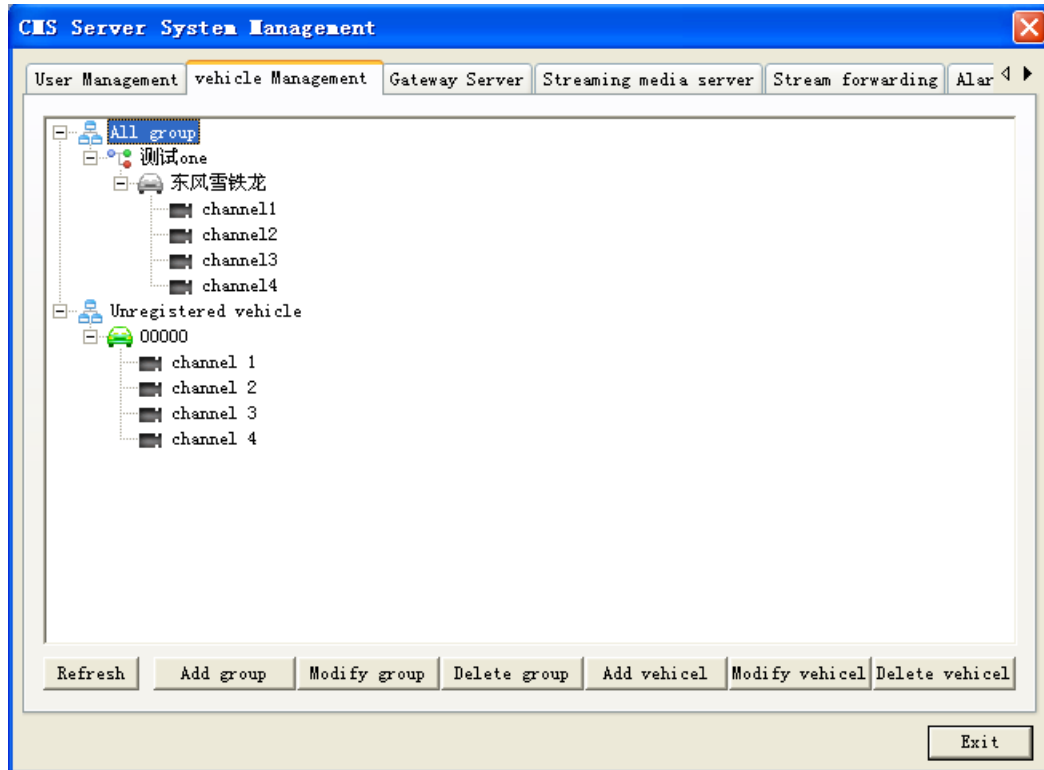 CMS Server System Management
User Management vehicle Management Gateway Server Streaming media server Stream forwarding Alar
All group
测试one
东风雪铁龙
channel1
channel2
channel3
channel4
Unregistered vehicle
00000
channel 1
channel 2
channel 3
channel 4
Refresh Add group Modify group Delete group Add vehicel Modify vehicel Delete vehicel
Exit